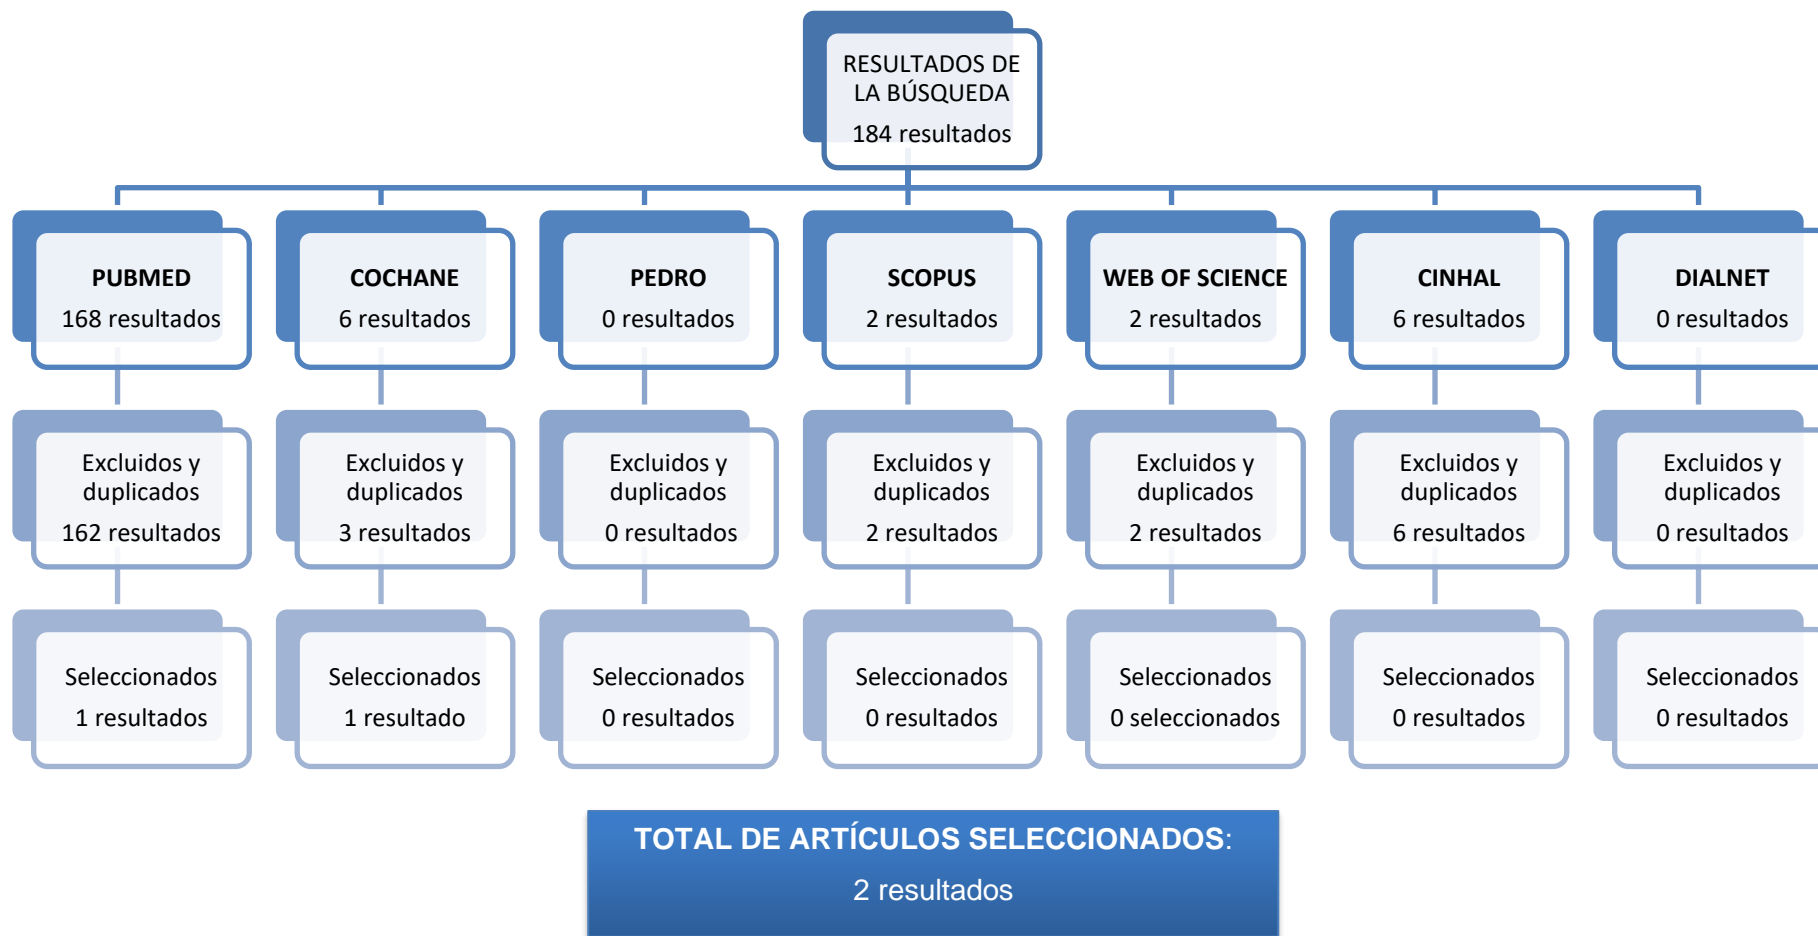 RESULTADOS DE
LA BÚSQUEDA
184 resultados
PUBMED
168 resultados
COCHANE
6 resultados
PEDRO
0 resultados
SCOPUS
2 resultados
WEB OF SCIENCE
2 resultados
CINHAL
6 resultados
DIALNET
0 resultados
Excluidos y
duplicados
162 resultados
Excluidos y
duplicados
3 resultados
Excluidos y
duplicados
0 resultados
Excluidos y
duplicados
2 resultados
Excluidos y
duplicados
2 resultados
Excluidos y
duplicados
6 resultados
Excluidos y
duplicados
0 resultados
Seleccionados
1 resultados
Seleccionados
1 resultado
Seleccionados
0 resultados
Seleccionados
0 resultados
Seleccionados
0 seleccionados
Seleccionados
0 resultados
Seleccionados
0 resultados
TOTAL DE ARTÍCULOS SELECCIONADOS:
2 resultados